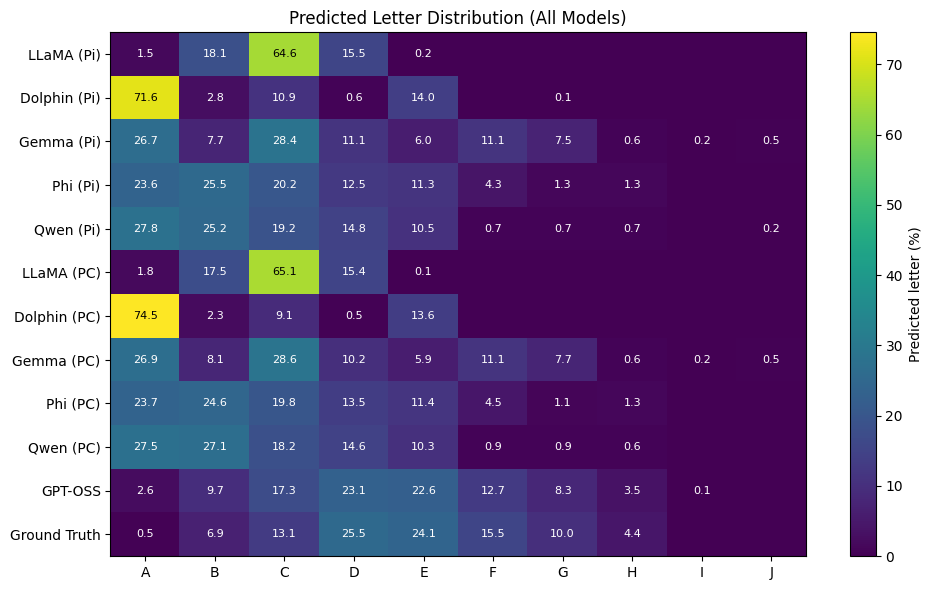 Predicted Letter Distribution (All Models)
LLaMA (Pi) 1.5 18.1 64.6 15.5 0.2
Dolphin (Pi) 71.6 2.8 10.9 0.6 14.0 0.1
Gemma (Pi) 26.7 7.7 28.4 11.1 6.0 11.1 7.5 0.6 0.2 0.5
Phi (Pi) 23.6 25.5 20.2 12.5 11.3 4.3 1.3 1.3
Qwen (Pi) 27.8 25.2 19.2 14.8 10.5 0.7 0.7 0.7 0.2
LLaMA (PC) 1.8 17.5 65.1 15.4 0.1
Dolphin (PC) 74.5 2.3 9.1 0.5 13.6
Gemma (PC) 26.9 8.1 28.6 10.2 5.9 11.1 7.7 0.6 0.2 0.5
Phi (PC) 23.7 24.6 19.8 13.5 11.4 4.5 1.1 1.3
Qwen (PC) 27.5 27.1 18.2 14.6 10.3 0.9 0.9 0.6
GPT-OSS 2.6 9.7 17.3 23.1 22.6 12.7 8.3 3.5 0.1
Ground Truth 0.5 6.9 13.1 25.5 24.1 15.5 10.0 4.4
A B C D E F G H I J
70
60
50
40
30
20
10
0
Predicted letter (%)